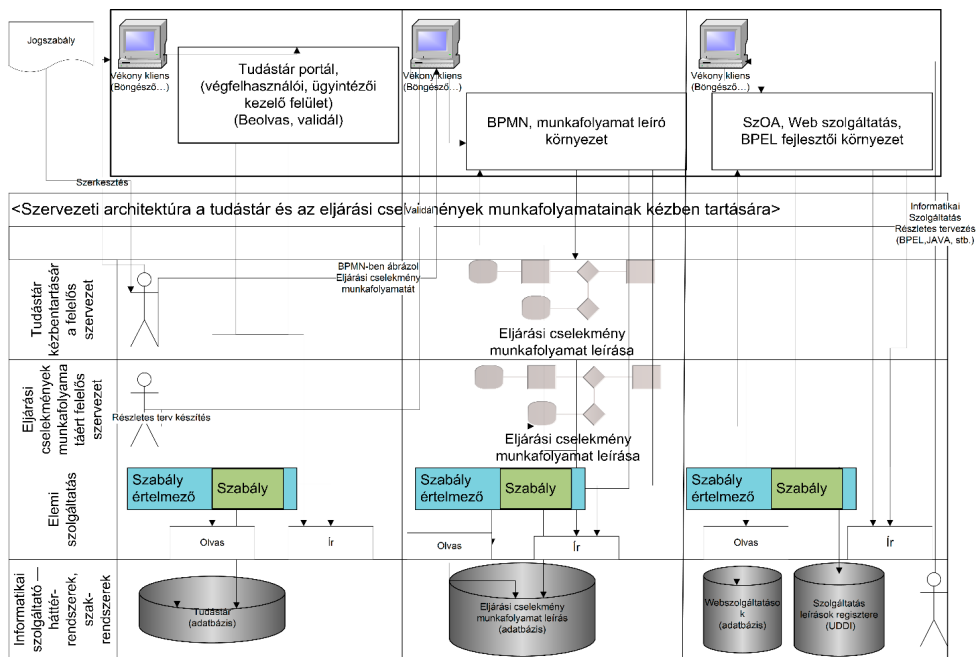 Jogszabály
Vékony kliens
(Böngésző…)
Tudástár portál,
(végfelhasználói, ügyintézői
kezelő felület)
(Beolvas, validál)
Vékony kliens
(Böngésző…)
BPMN, munkafolyamat leíró
környezet
Vékony kliens
(Böngésző…)
SzOA, Web szolgáltatás,
BPEL fejlesztői környezet
Szerkesztés
<Szervezeti architektúra a tudástár és az eljárási cselekmények munkafolyamatainak kézben tartására>
Validál
Informatikai
Szolgáltatás
Részletes tervezés
(BPEL,JAVA, stb.)
Tudástár
kézbentartásár
a felelős
szervezet
BPMN-ben ábrázol
Eljárási cselekmény
munkafolyamatát
Eljárási cselekmény
munkafolyamat leírása
Eljárási
cselekmények
munkafolyama
táért felelős
szervezet
Részletes terv készítés
Eljárási cselekmény
munkafolyamat leírása
Elemi
szolgáltatás
Szabály
értelmező
Szabály
Szabály
értelmező
Szabály
Szabály
értelmező
Szabály
Olvas
Ír
Olvas
Ír
Olvas
Ír
Informatikai
szolgáltató —
háttér-
rendszerek,
szak-
rendszerek
Tudástár
(adatbázis)
Eljárási cselekmény
munkafolyamat leírás
(adatbázis)
Webszolgáltatáso
k
(adatbázis)
Szolgáltatás
leírások regisztere
(UDDI)